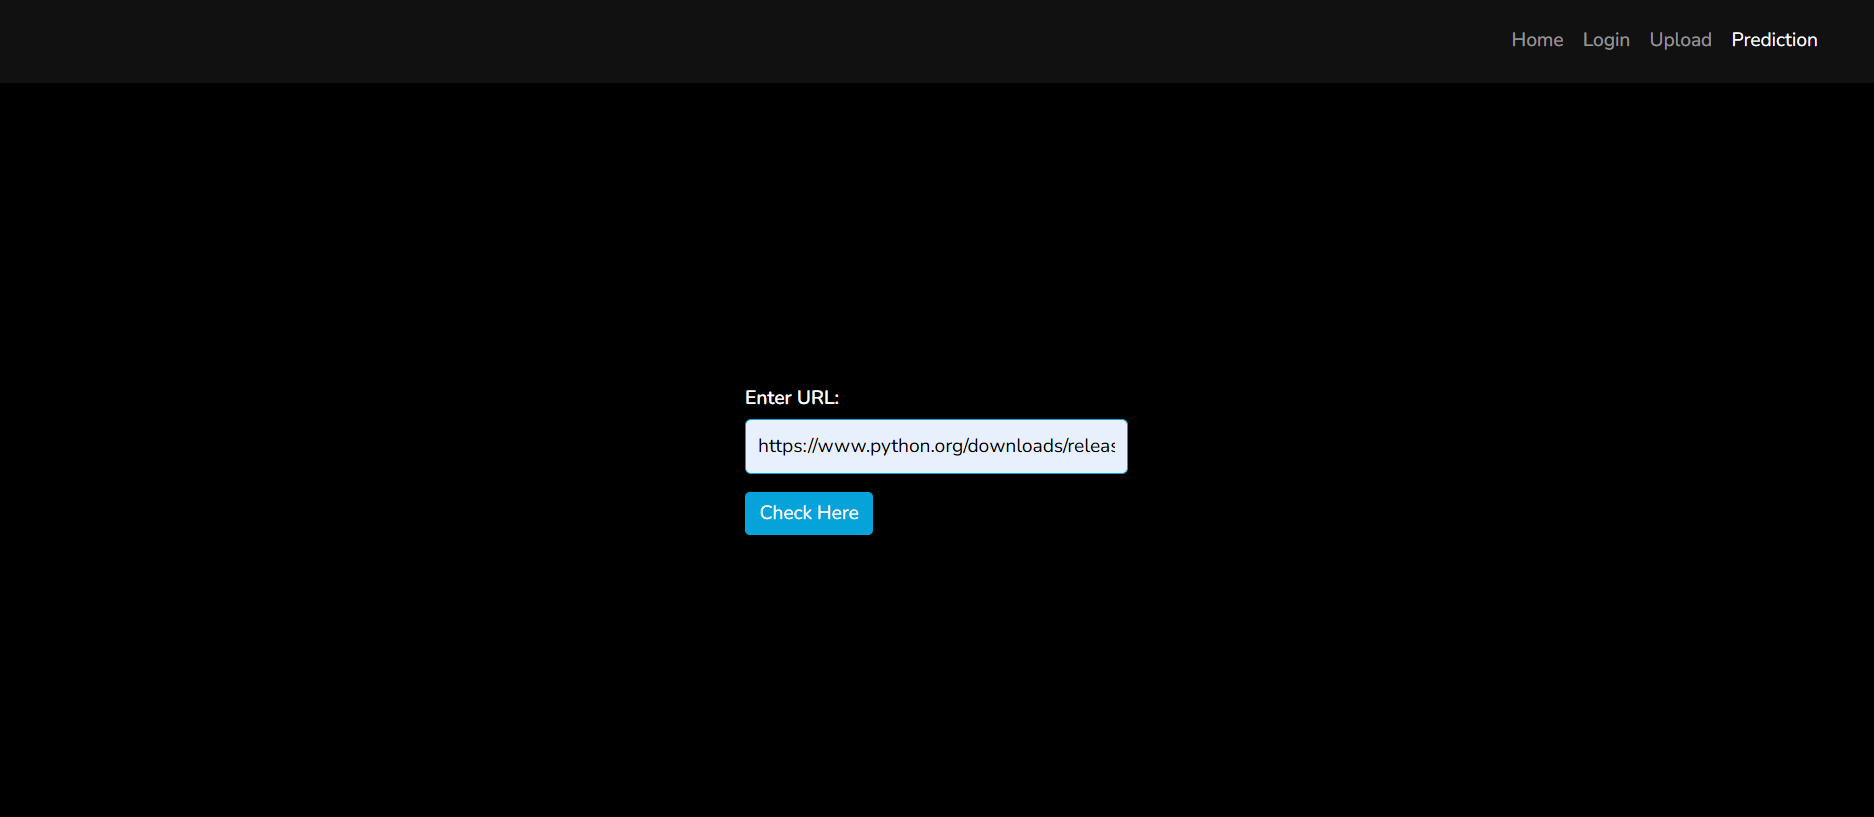 Home Login Upload Prediction
Enter URL:
https://www.python.org/downloads/releas
Check Here